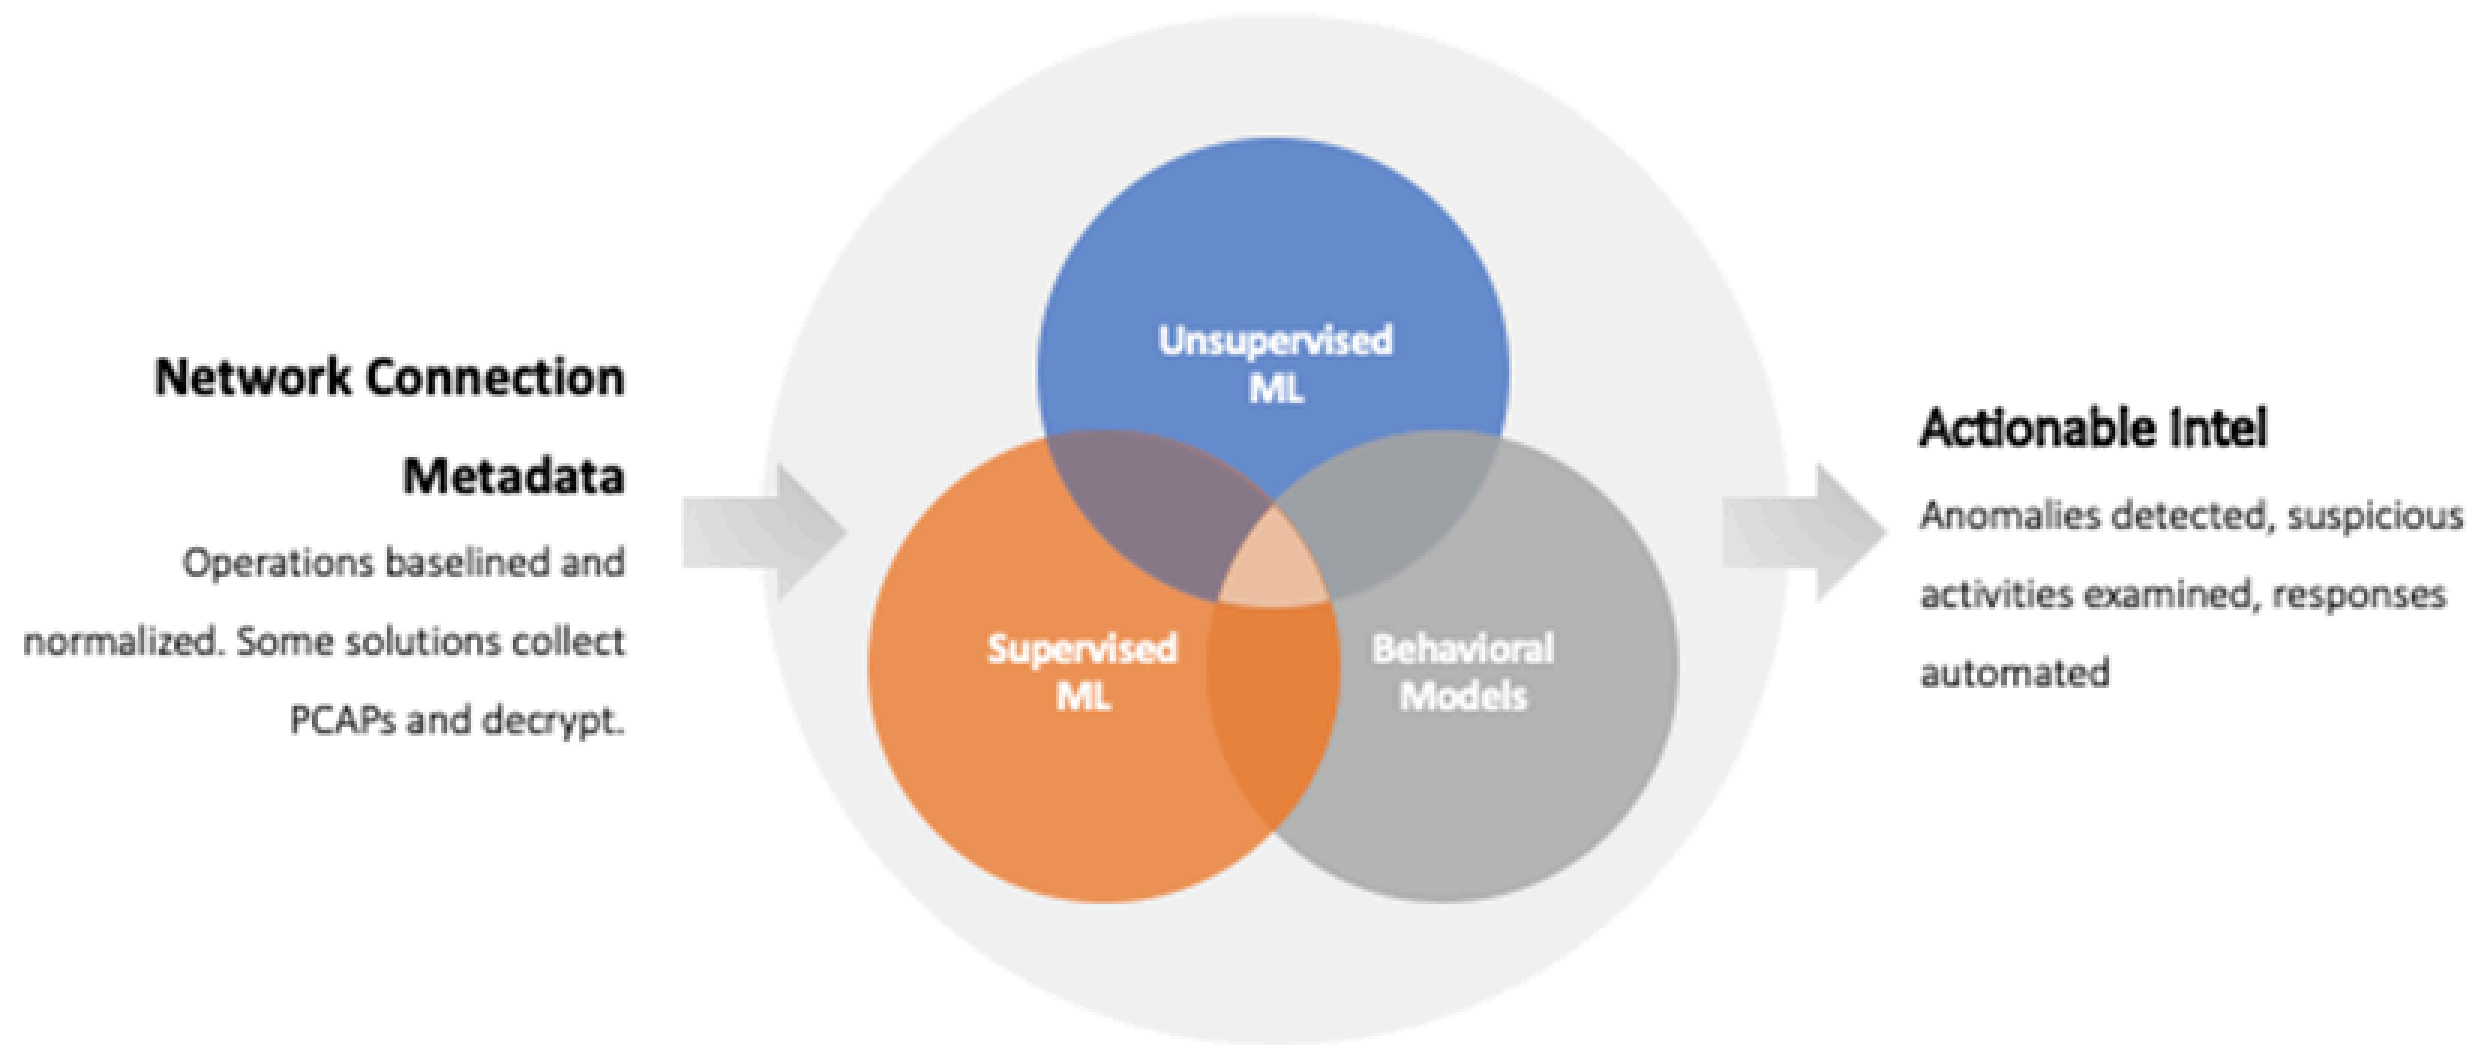 Network Connection
Metadata
Operations baselined and
normalized. Some solutions collect
PCAPs and decrypt.
Unsupervised
ML
Supervised
ML
Behavioral
Models
Actionable Intel
Anomalies detected, suspicious
activities examined, responses
automated